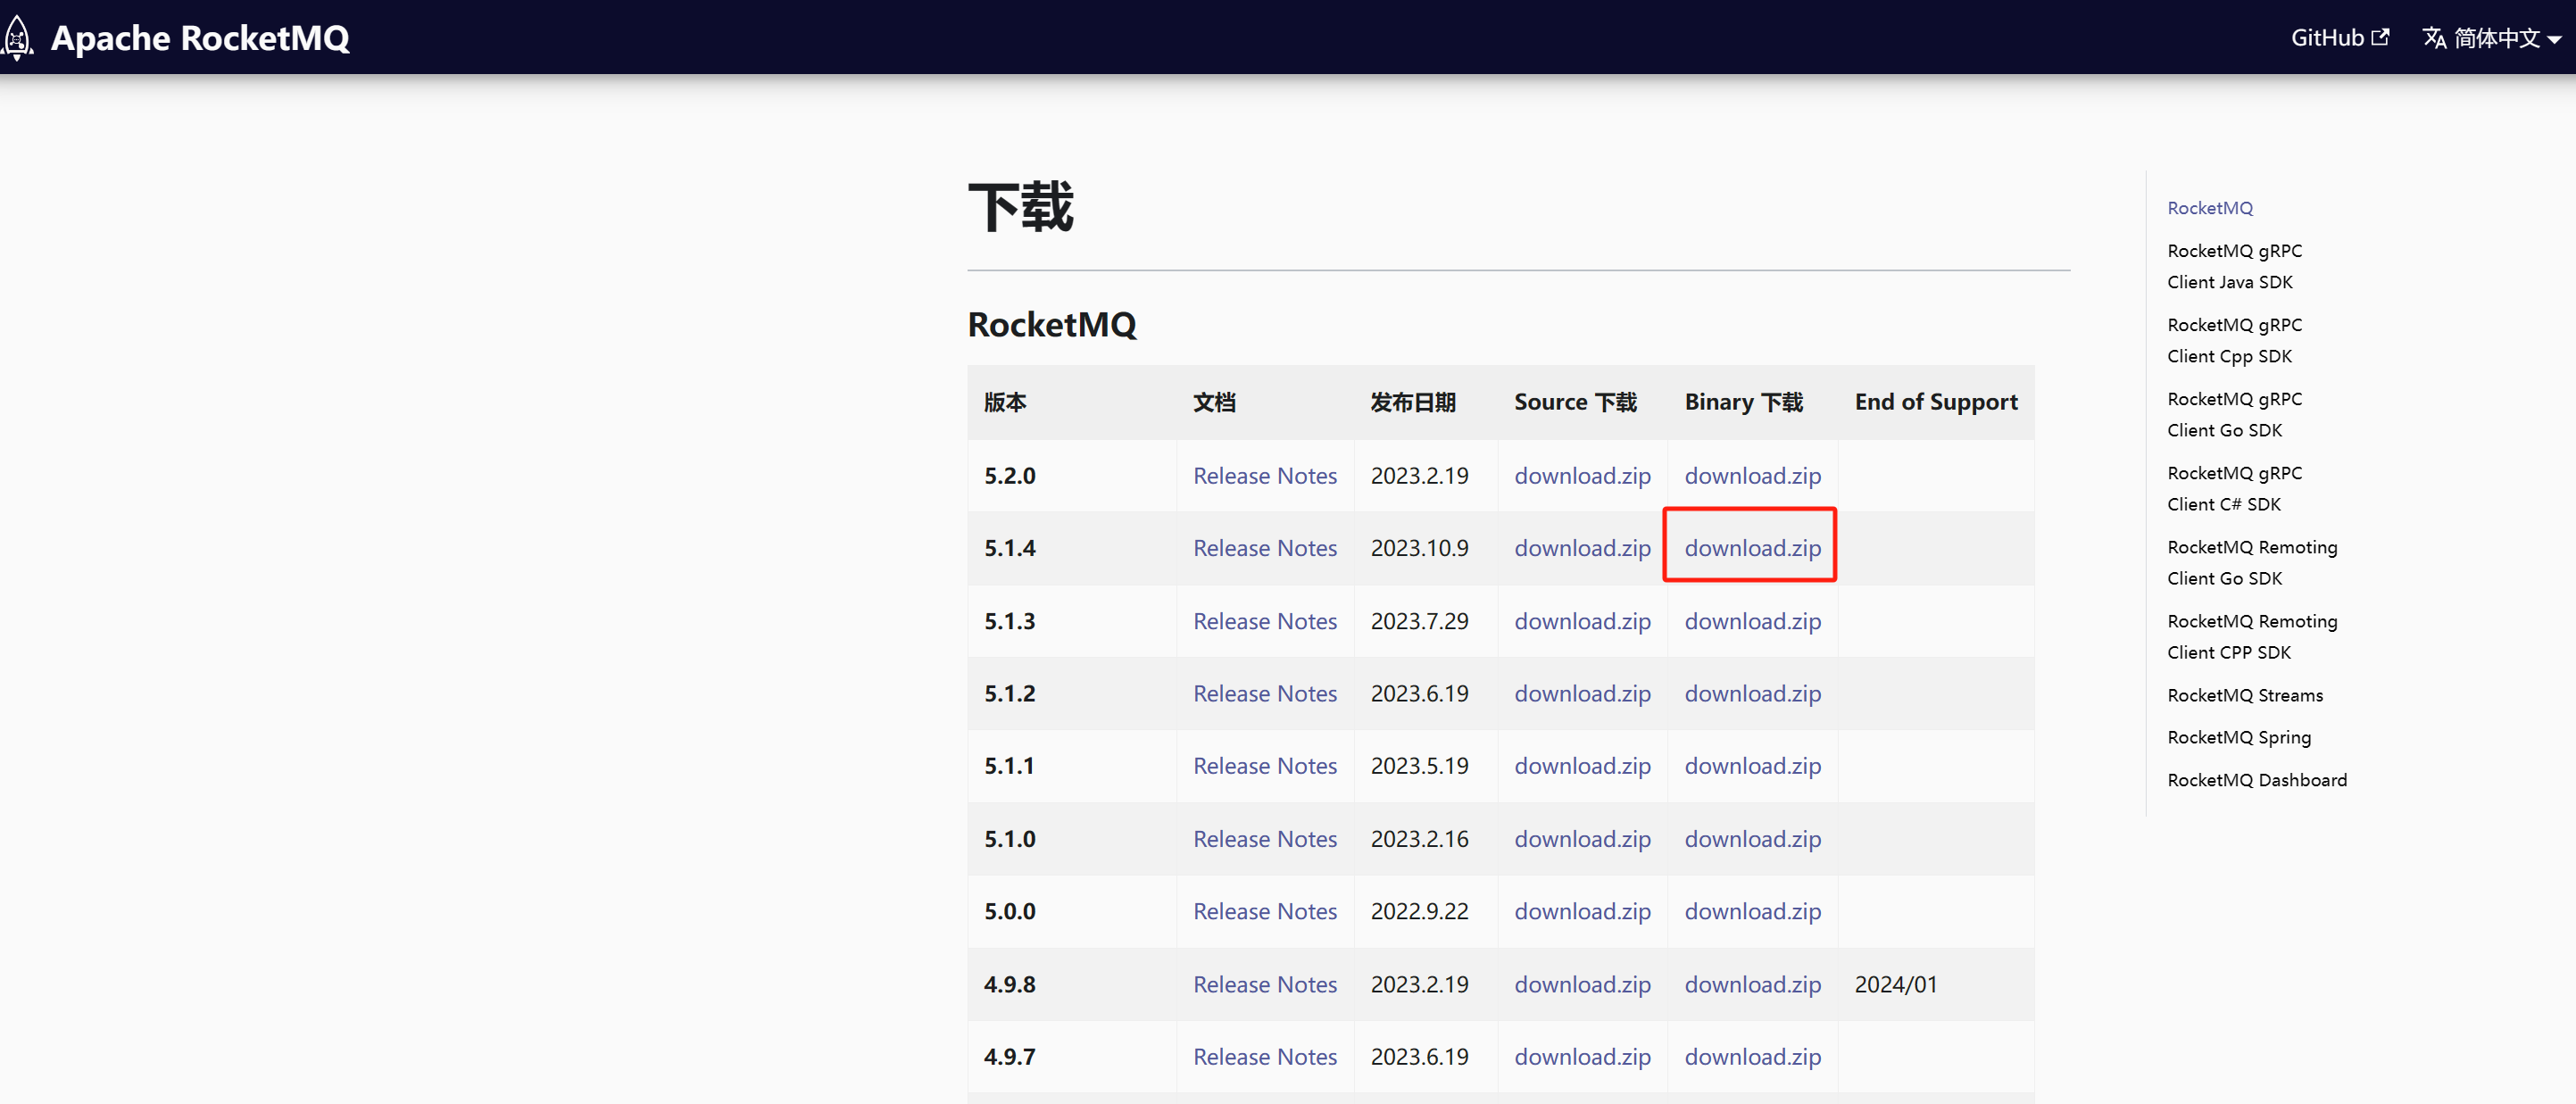 Apache RocketMQ
GitHub
简体中文
下载
RocketMQ
版本 文档 发布日期 Source 下载 Binary 下载 End of Support
5.2.0 Release Notes 2023.2.19 download.zip download.zip
5.1.4 Release Notes 2023.10.9 download.zip download.zip
5.1.3 Release Notes 2023.7.29 download.zip download.zip
5.1.2 Release Notes 2023.6.19 download.zip download.zip
5.1.1 Release Notes 2023.5.19 download.zip download.zip
5.1.0 Release Notes 2023.2.16 download.zip download.zip
5.0.0 Release Notes 2022.9.22 download.zip download.zip
4.9.8 Release Notes 2023.2.19 download.zip download.zip 2024/01
4.9.7 Release Notes 2023.6.19 download.zip download.zip
RocketMQ
RocketMQ gRPC
Client Java SDK
RocketMQ gRPC
Client Cpp SDK
RocketMQ gRPC
Client Go SDK
RocketMQ gRPC
Client C# SDK
RocketMQ Remoting
Client Go SDK
RocketMQ Remoting
Client CPP SDK
RocketMQ Streams
RocketMQ Spring
RocketMQ Dashboard